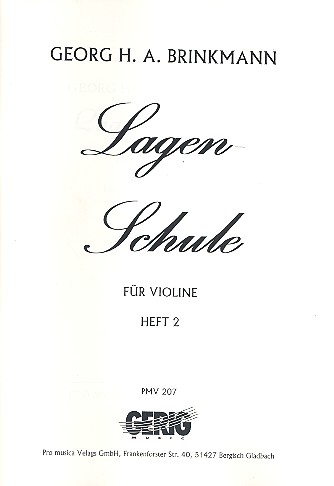 GEORG H. A. BRINKMANN
Lagen
Schule
FÜR VIOLINE
HEFT 2
PMV 207
GERIG
MUSIC
Pro musica Velags GmbH, Frankenforster Str. 40, 51427 Bergisch Gladbach